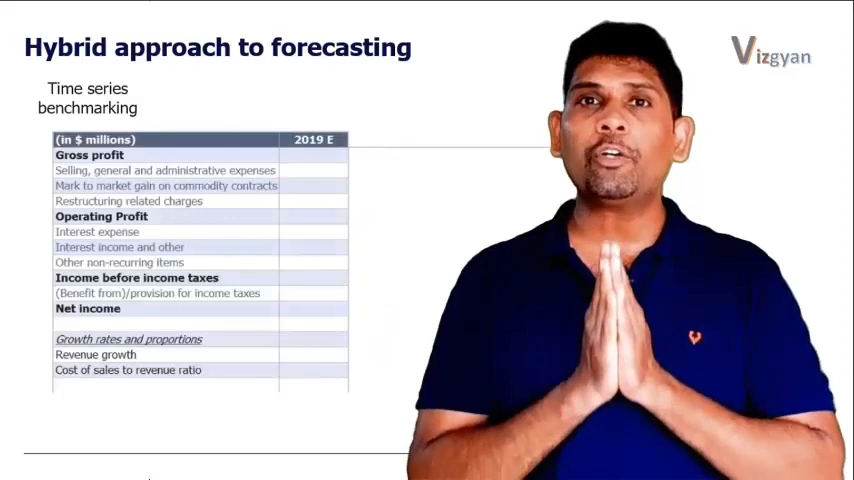 Hybrid approach to forecasting
Vizgyan
Time series
benchmarking
(in $ millions) 2019 E
Gross profit
Selling, general and administrative expenses
Mark to market gain on commodity contracts
Restructuring related charges
Operating Profit
Interest expense
Interest income and other
Other non-recurring items
Income before income taxes
(Benefit from)/provision for income taxes
Net income
Growth rates and proportions
Revenue growth
Cost of sales to revenue ratio